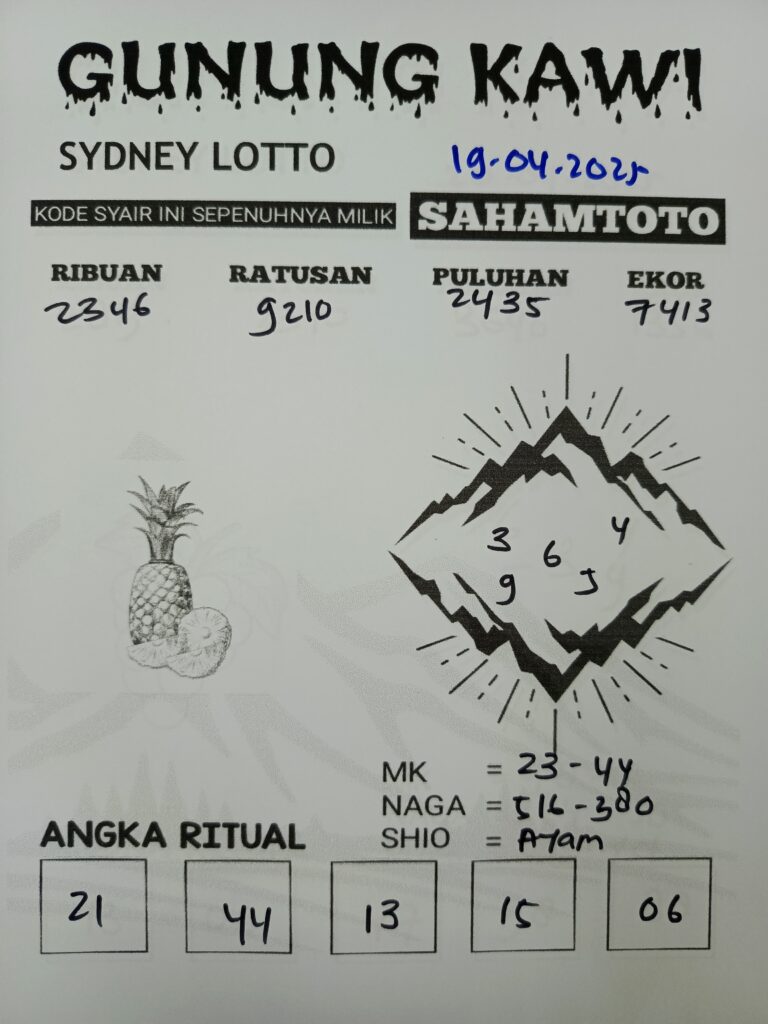 GUNUNG KAWI
SYDNEY LOTTO 19-04-2025
KODE SYAIR INI SEPENUHNYA MILIK SAHAMTOTO
RIBUAN RATUSAN PULUHAN EKOR
2346 9210 2435 7413
3 6 4
9 5
MK = 23 - 44
NAGA = 516 - 380
SHIO = Ayam
ANGKA RITUAL
21 44 13 15 06